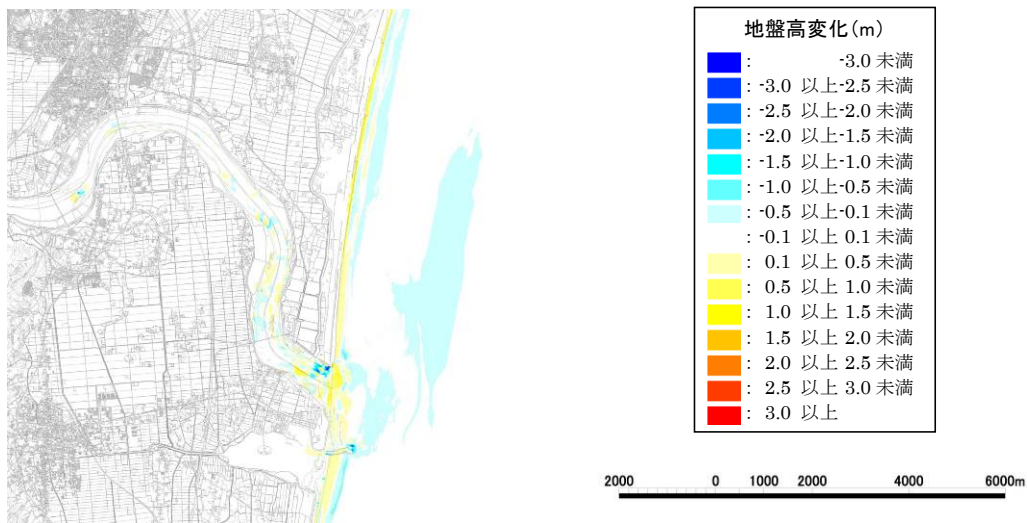 地盤高変化(m)
: -3.0 未満
: -3.0 以上-2.5 未満
: -2.5 以上-2.0 未満
: -2.0 以上-1.5 未満
: -1.5 以上-1.0 未満
: -1.0 以上-0.5 未満
: -0.5 以上-0.1 未満
: -0.1 以上 0.1 未満
: 0.1 以上 0.5 未満
: 0.5 以上 1.0 未満
: 1.0 以上 1.5 未満
: 1.5 以上 2.0 未満
: 2.0 以上 2.5 未満
: 2.5 以上 3.0 未満
: 3.0 以上
2000 0 1000 2000 4000 6000m